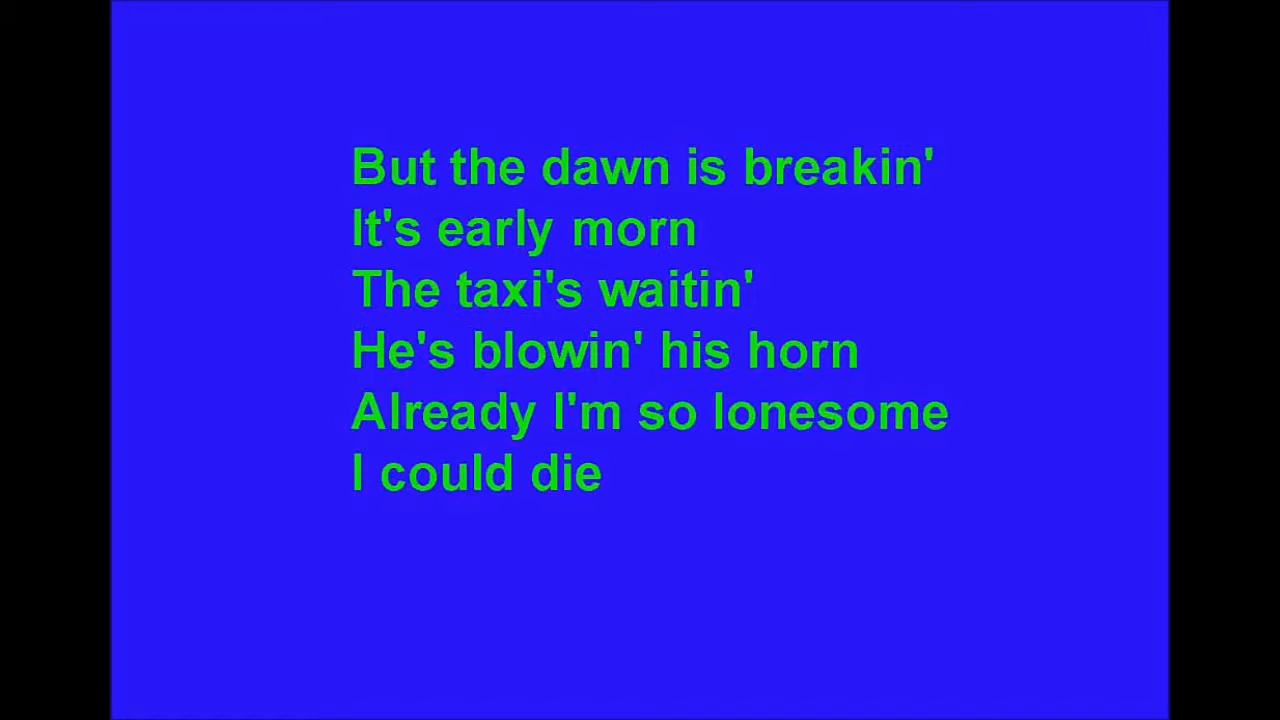 But the dawn is breakin'
It's early morn
The taxi's waitin'
He's blowin' his horn
Already I'm so lonesome
I could die